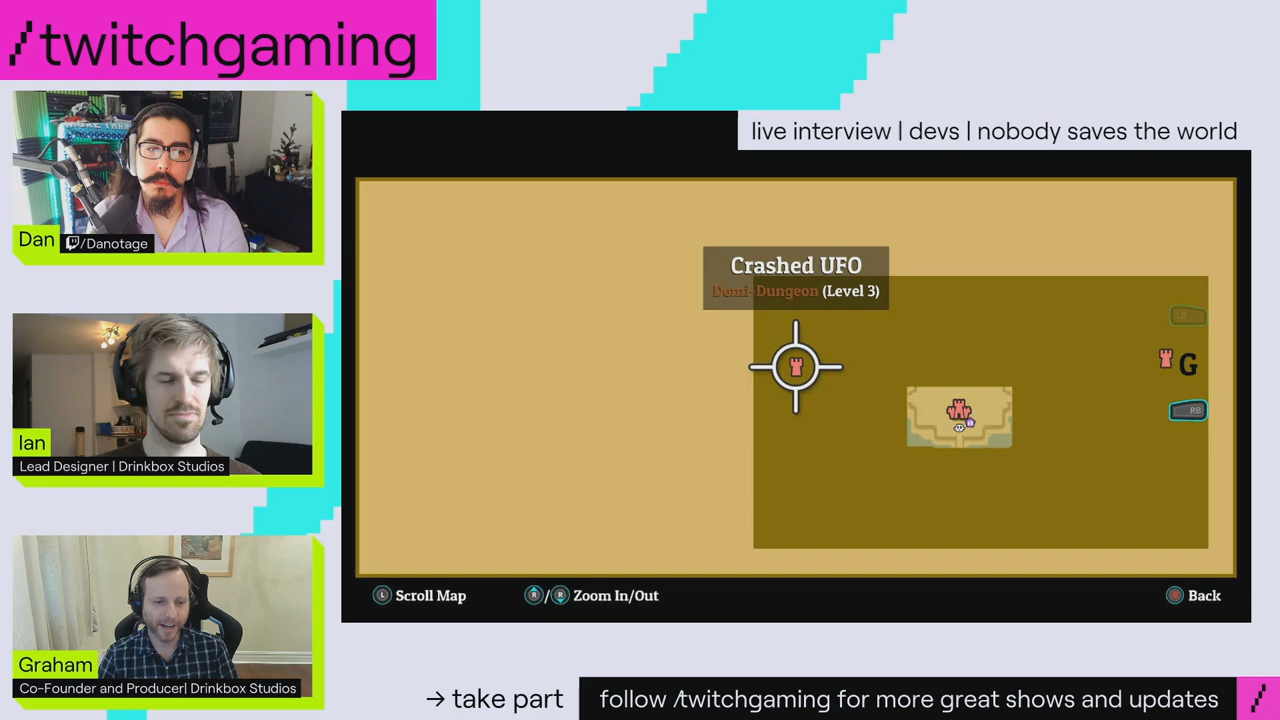 /twitchgaming
live interview | devs | nobody saves the world
Dan
/Danotage
Crashed UFO
Demi-Dungeon (Level 3)
LB
G
RB
Ian
Lead Designer | Drinkbox Studios
L Scroll Map
R/R Zoom In/Out
Back
Graham
Co-Founder and Producer| Drinkbox Studios
→ take part
follow /twitchgaming for more great shows and updates
/